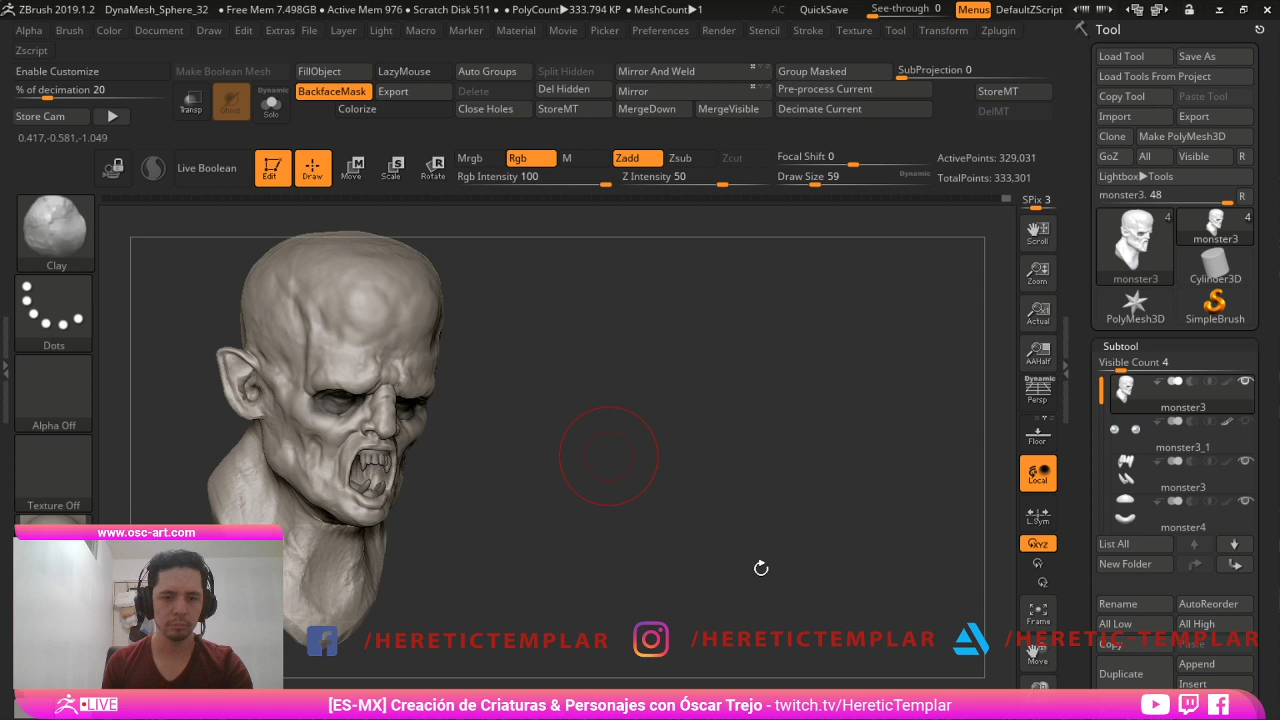 ZBrush 2019.1.2 DynaMesh_Sphere_32 ● Free Mem 7.498GB ● Active Mem 976 ● Scratch Disk 511 ● ● PolyCount▶333.794 KP ● MeshCount▶1 AC QuickSave See-through 0 Menus DefaultZScript
Alpha Brush Color Document Draw Edit Extras File Layer Light Macro Marker Material Movie Picker Preferences Render Stencil Stroke Texture Tool Transform Zplugin
Zscript
Tool
Enable Customize Make Boolean Mesh FillObject LazyMouse Auto Groups Split Hidden Mirror And Weld Group Masked SubProjection 0
% of decimation 20 Transp Ghost Dynamic Solo BackfaceMask Export Delete Del Hidden Mirror Pre-process Current StoreMT
Store Cam Colorize Close Holes StoreMT MergeDown MergeVisible Decimate Current DelMT
0.417,-0.581,-1.049
Live Boolean Edit Draw Move Scale Rotate Mrgb Rgb M Zadd Zsub Zcut Focal Shift 0 ActivePoints: 329,031
Rgb Intensity 100 Z Intensity 50 Draw Size 59 Dynamic TotalPoints: 333,301
Load Tool Save As
Load Tools From Project
Copy Tool Paste Tool
Import Export
Clone Make PolyMesh3D
GoZ All Visible R
Lightbox▶Tools
monster3. 48 R
4 4
monster3
monster3 Cylinder3D
PolyMesh3D SimpleBrush
Subtool
Visible Count 4
monster3
monster3_1
monster3
monster4
List All
New Folder
Rename AutoReorder
All Low All High
Copy Paste
Duplicate Append
Insert
SPix 3
Scroll
Zoom
Actual
AAHalf
Dynamic
Persp
Floor
Local
L.Sym
XYZ
Frame
Move
Clay
Dots
Alpha Off
Texture Off
www.osc-art.com
/HERETICTEMPLAR /HERETICTEMPLAR /HERETIC-TEMPLAR
LIVE [ES-MX] Creación de Criaturas & Personajes con Óscar Trejo - twitch.tv/HereticTemplar